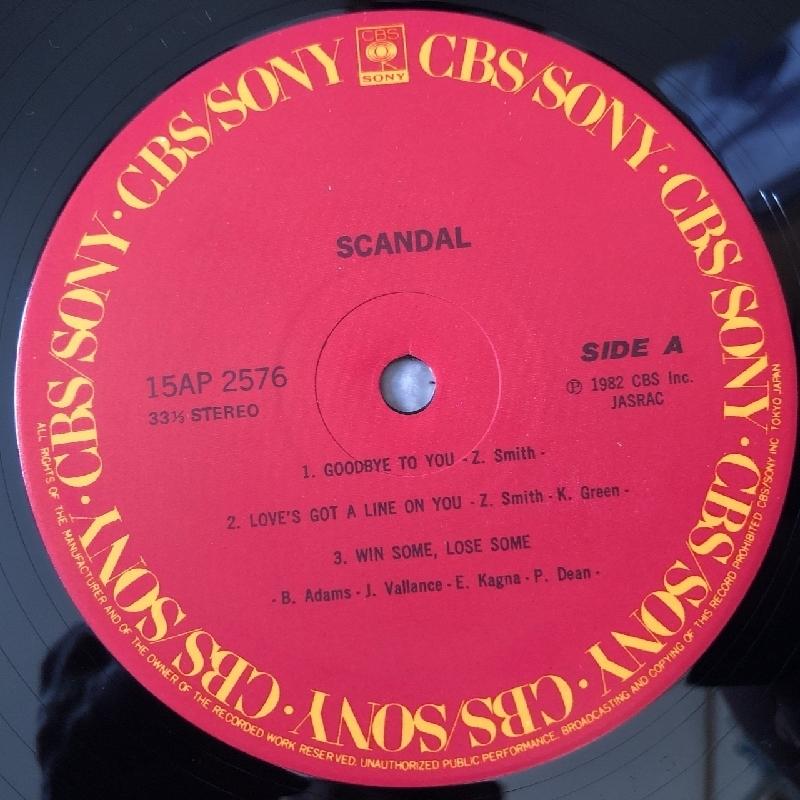 CBS
SONY
CBS/SONY · CBS/SONY · CBS/SONY · CBS/SONY · CBS/SONY · CBS/SONY · CBS/SONY · CBS/SONY · CBS/SONY
SCANDAL
15AP 2576
33⅓ STEREO
SIDE A
Ⓟ 1982 CBS Inc.
JASRAC
1. GOODBYE TO YOU - Z. Smith -
2. LOVE'S GOT A LINE ON YOU - Z. Smith - K. Green -
3. WIN SOME, LOSE SOME
- B. Adams - J. Vallance - E. Kagna - P. Dean -
ALL RIGHTS OF THE MANUFACTURER AND OF THE OWNER OF THE RECORDED WORK RESERVED. UNAUTHORIZED PUBLIC PERFORMANCE, BROADCASTING AND COPYING OF THIS RECORD PROHIBITED. CBS/SONY INC. TOKYO JAPAN